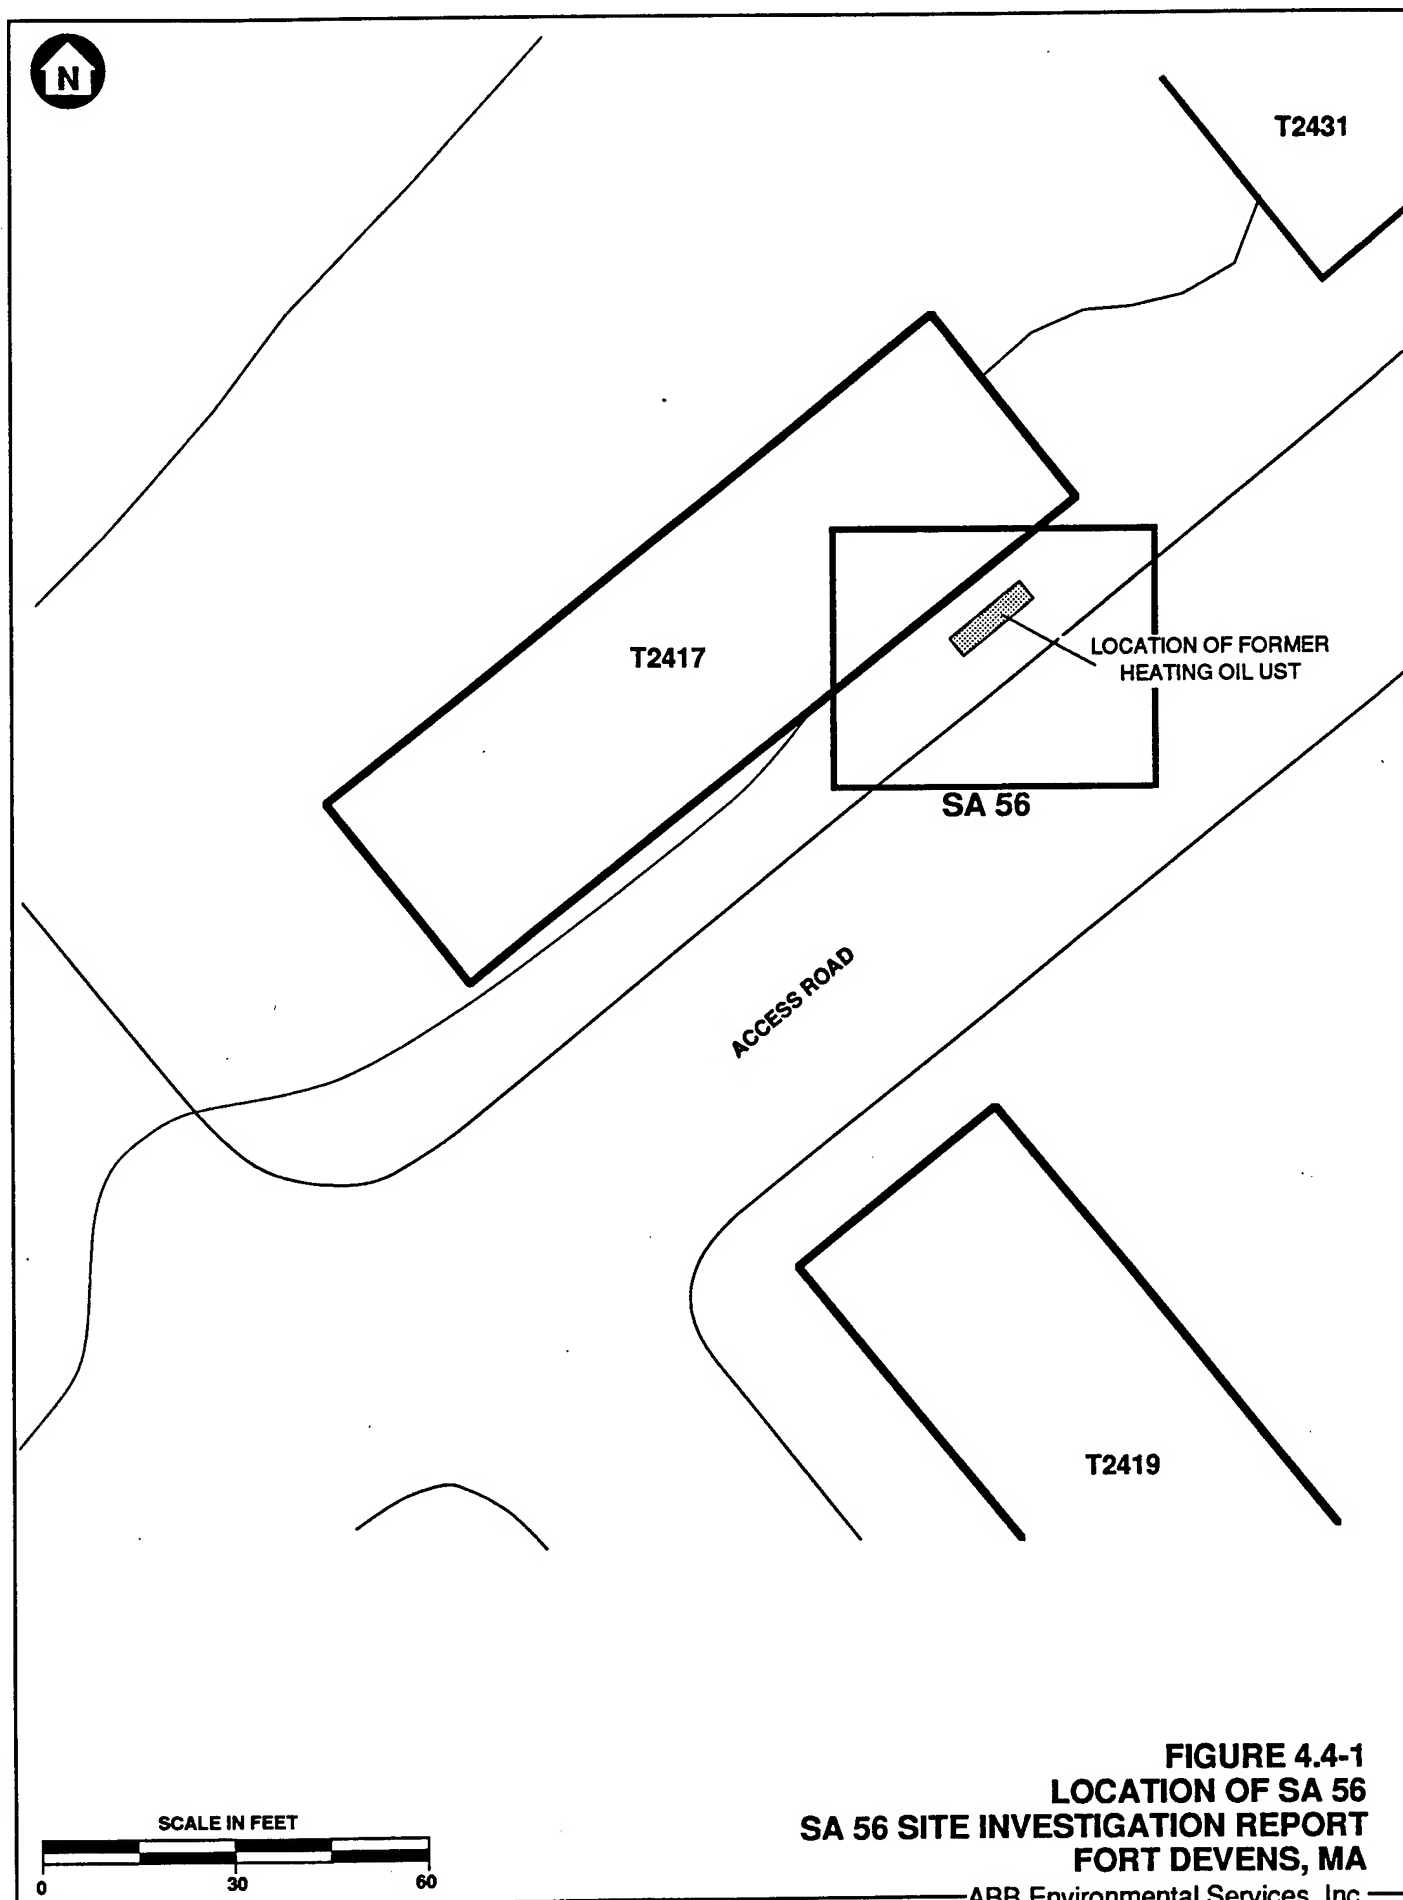 N
T2431
T2417
LOCATION OF FORMER
HEATING OIL UST
SA 56
ACCESS ROAD
T2419
FIGURE 4.4-1
LOCATION OF SA 56
SA 56 SITE INVESTIGATION REPORT
FORT DEVENS, MA
SCALE IN FEET
0 30 60
Environmental Services, Inc